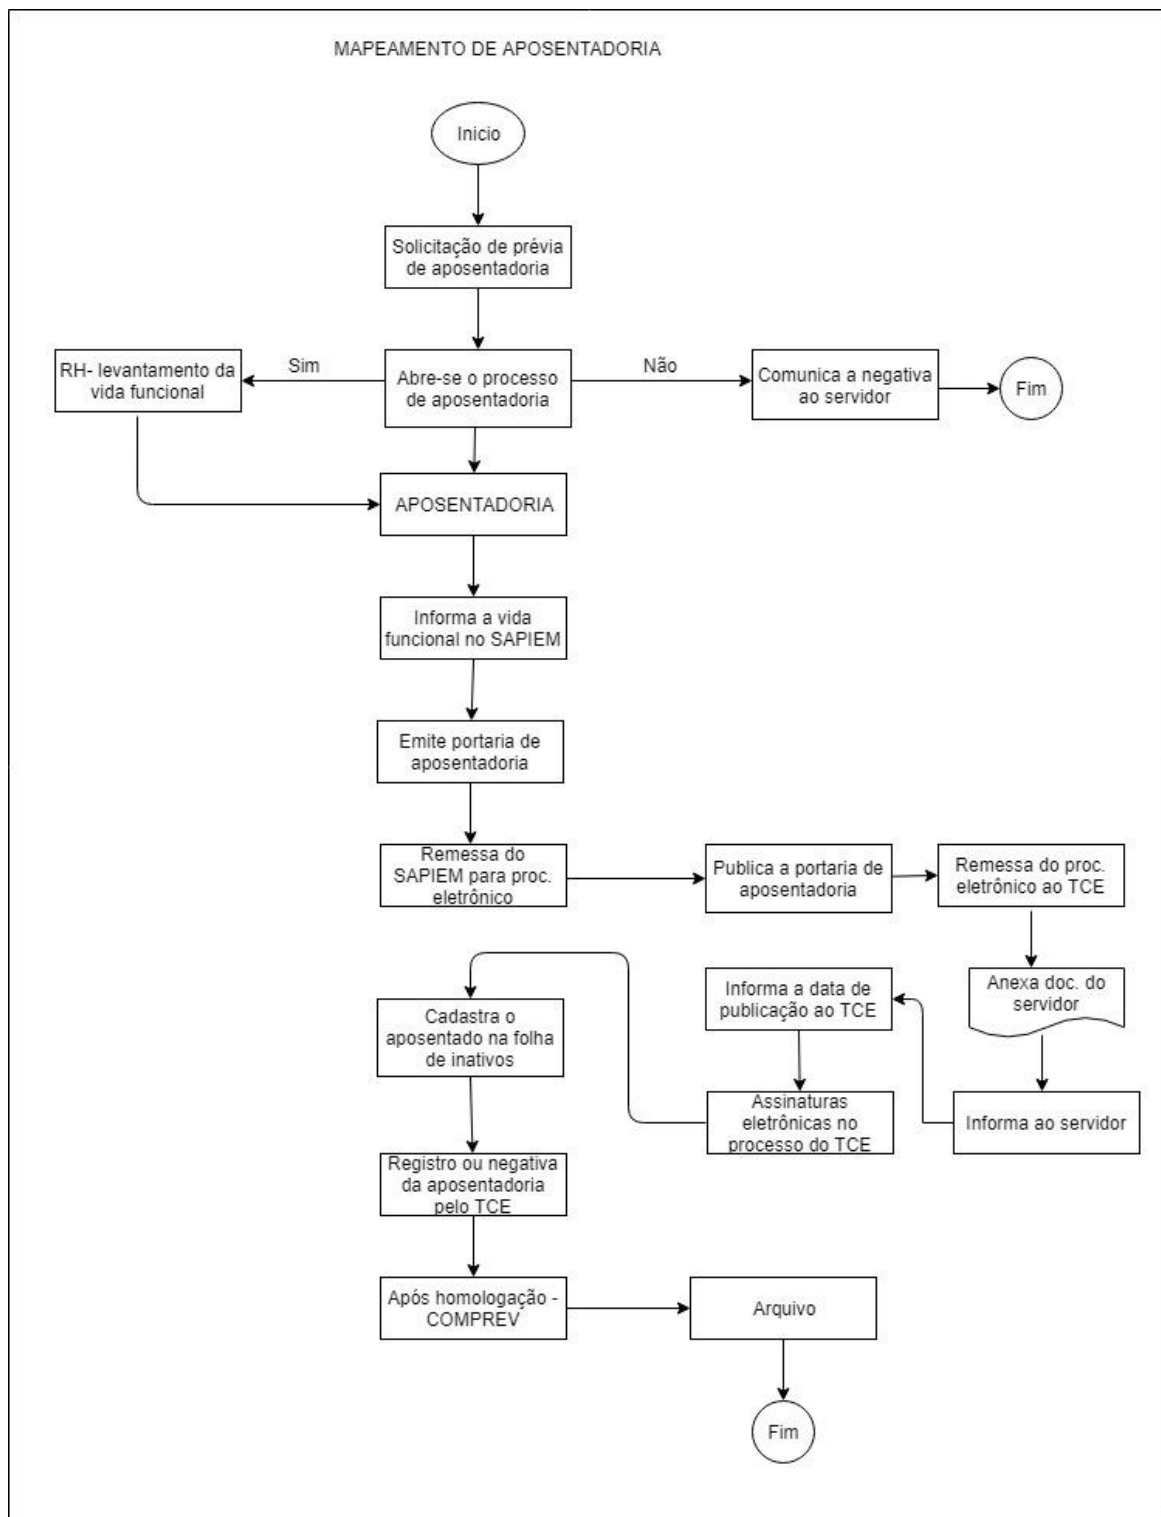 MAPEAMENTO DE APOSENTADORIA
Inicio
Solicitação de prévia
de aposentadoria
RH- levantamento da
vida funcional
Sim
Abre-se o processo
de aposentadoria
Não
Comunica a negativa
ao servidor
Fim
APOSENTADORIA
Informa a vida
funcional no SAPIEM
Emite portaria de
aposentadoria
Remessa do
SAPIEM para proc.
eletrônico
Publica a portaria de
aposentadoria
Remessa do proc.
eletrônico ao TCE
Anexa doc. do
servidor
Informa ao servidor
Informa a data de
publicação ao TCE
Assinaturas
eletrônicas no
processo do TCE
Cadastra o
aposentado na folha
de inativos
Registro ou negativa
da aposentadoria
pelo TCE
Após homologação -
COMPREV
Arquivo
Fim